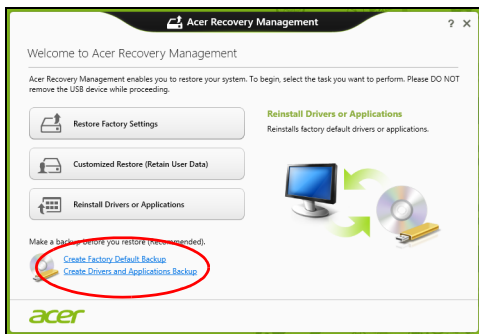 Acer Recovery Management
? X
Welcome to Acer Recovery Management
Acer Recovery Management enables you to restore your system. To begin, select the task you want to perform. Please DO NOT
remove the USB device while proceeding.
Restore Factory Settings
Customized Restore (Retain User Data)
Reinstall Drivers or Applications
Reinstall Drivers or Applications
Reinstalls factory default drivers or applications.
Make a backup before you restore (Recommended).
Create Factory Default Backup
Create Drivers and Applications Backup
acer